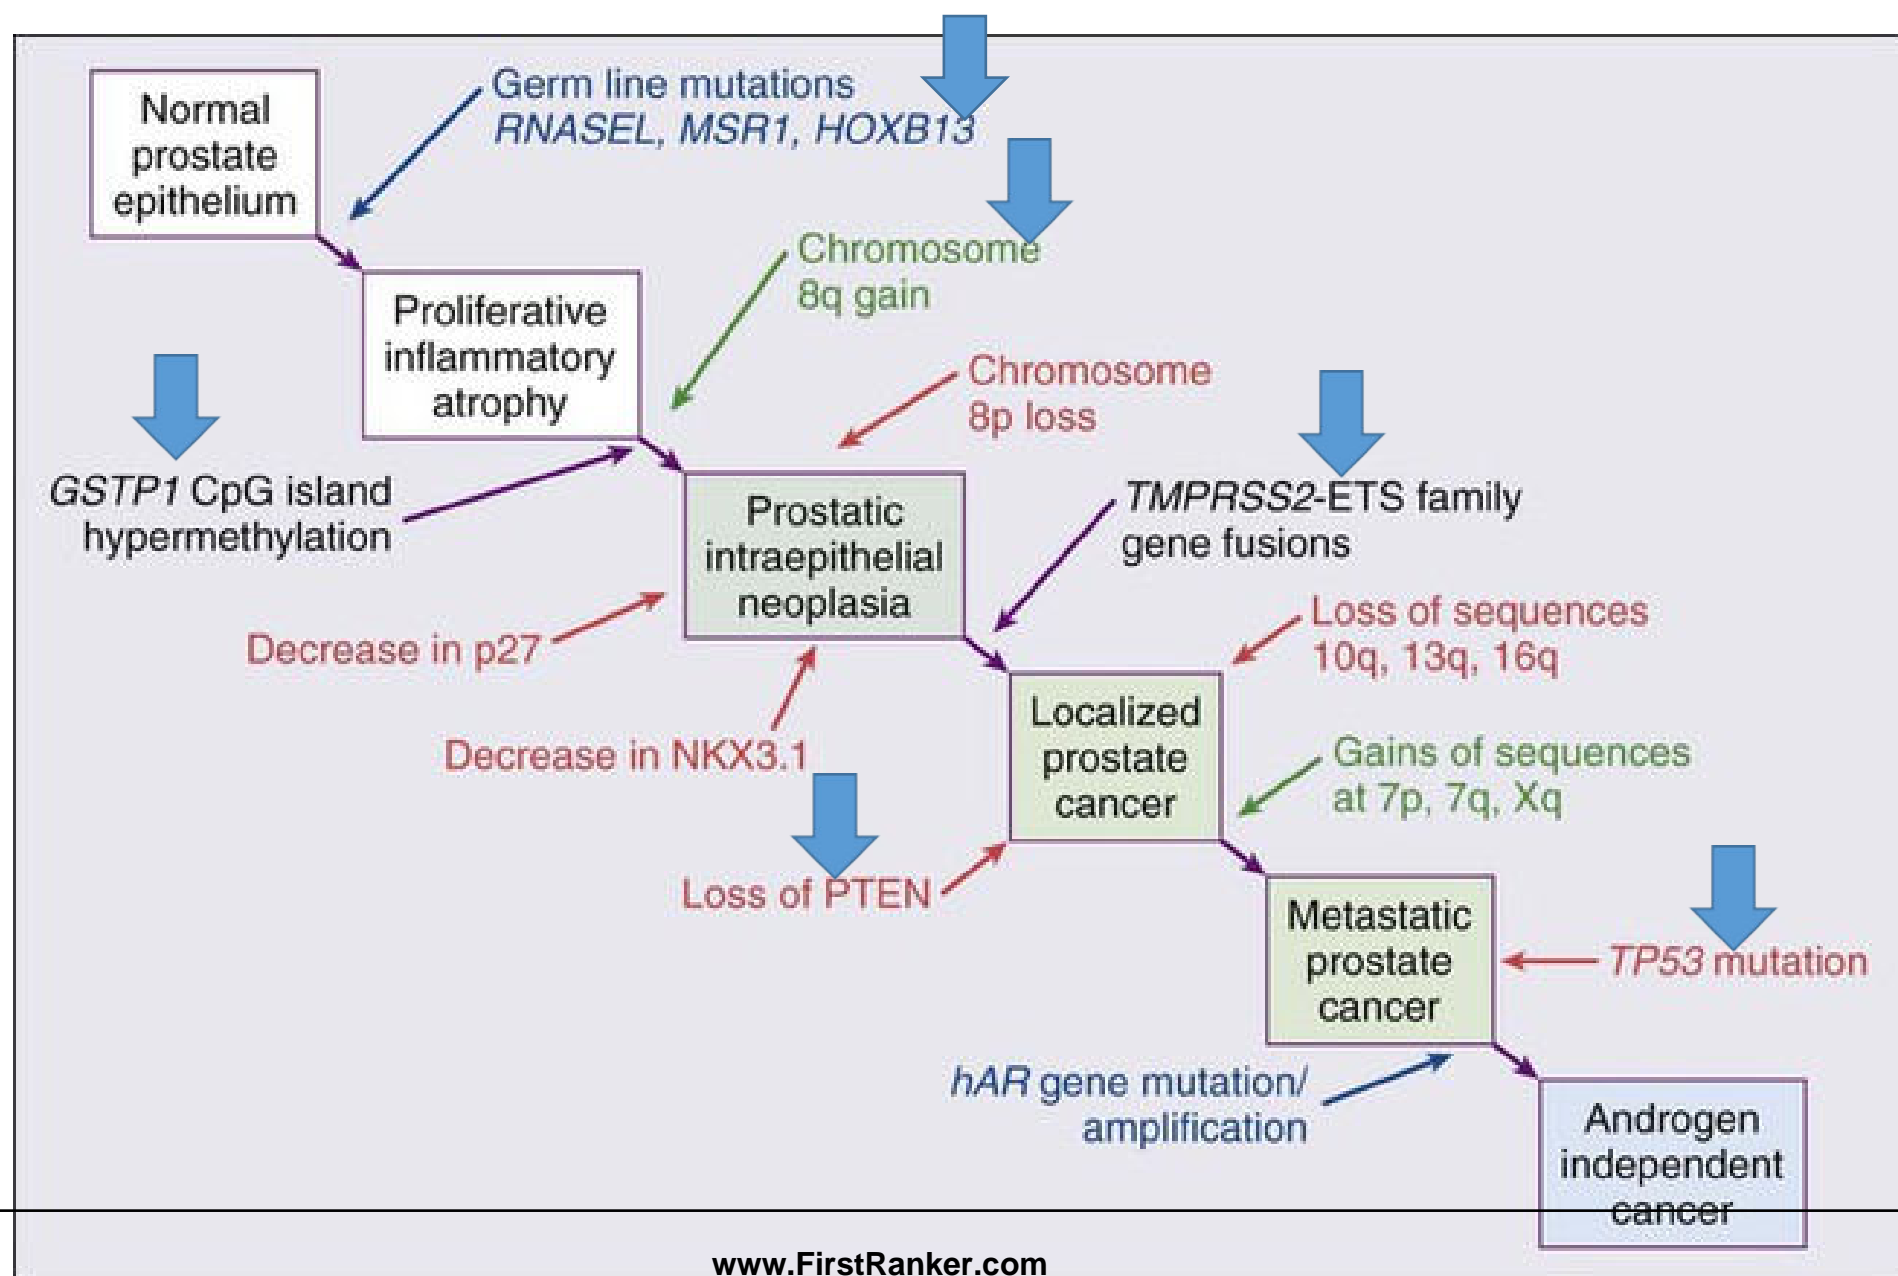 Normal
prostate
epithelium
Germ line mutations
RNASEL, MSR1, HOXB13
Chromosome
8q gain
Proliferative
inflammatory
atrophy
Chromosome
8p loss
GSTP1 CpG island
hypermethylation
Prostatic
intraepithelial
neoplasia
TMPRSS2-ETS family
gene fusions
Decrease in p27
Loss of sequences
10q, 13q, 16q
Decrease in NKX3.1
Localized
prostate
cancer
Gains of sequences
at 7p, 7q, Xq
Loss of PTEN
Metastatic
prostate
cancer
TP53 mutation
hAR gene mutation/
amplification
Androgen
independent
cancer
www.FirstRanker.com